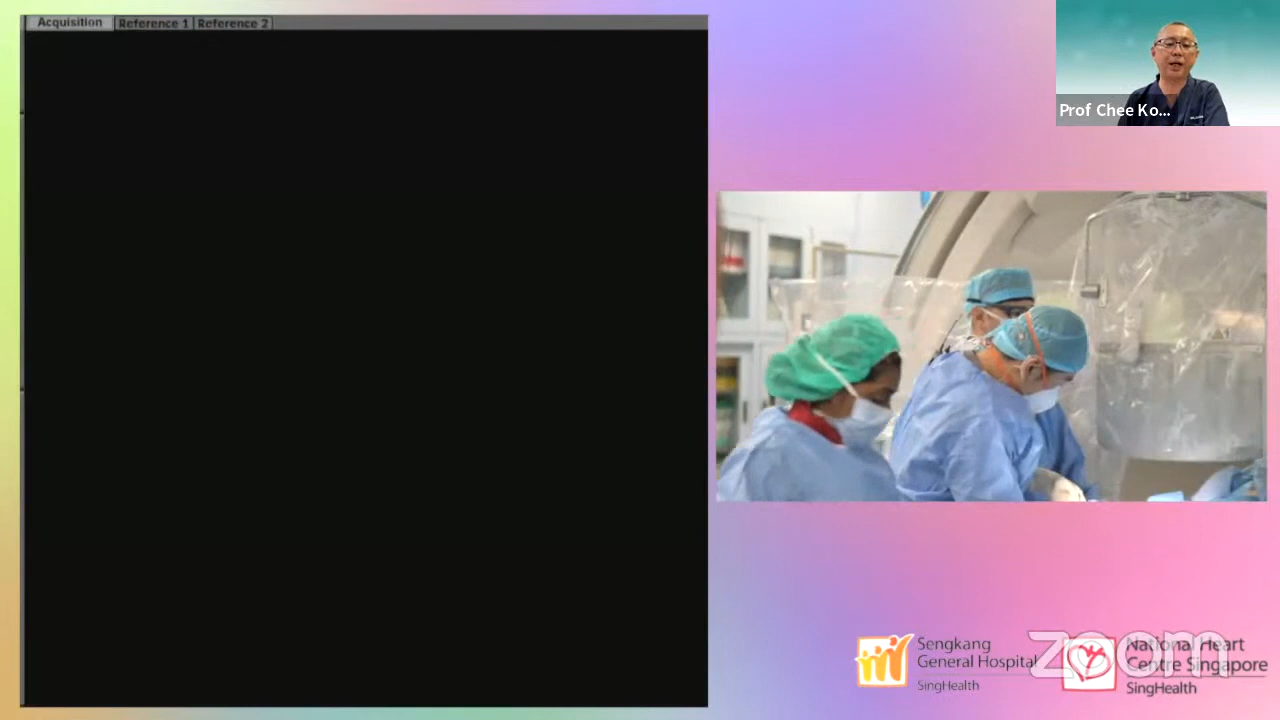 Acquisition Reference 1 Reference 2
Prof Chee Ko...
Sengkang
General Hospital
SingHealth
National Heart
Centre Singapore
SingHealth
zoom